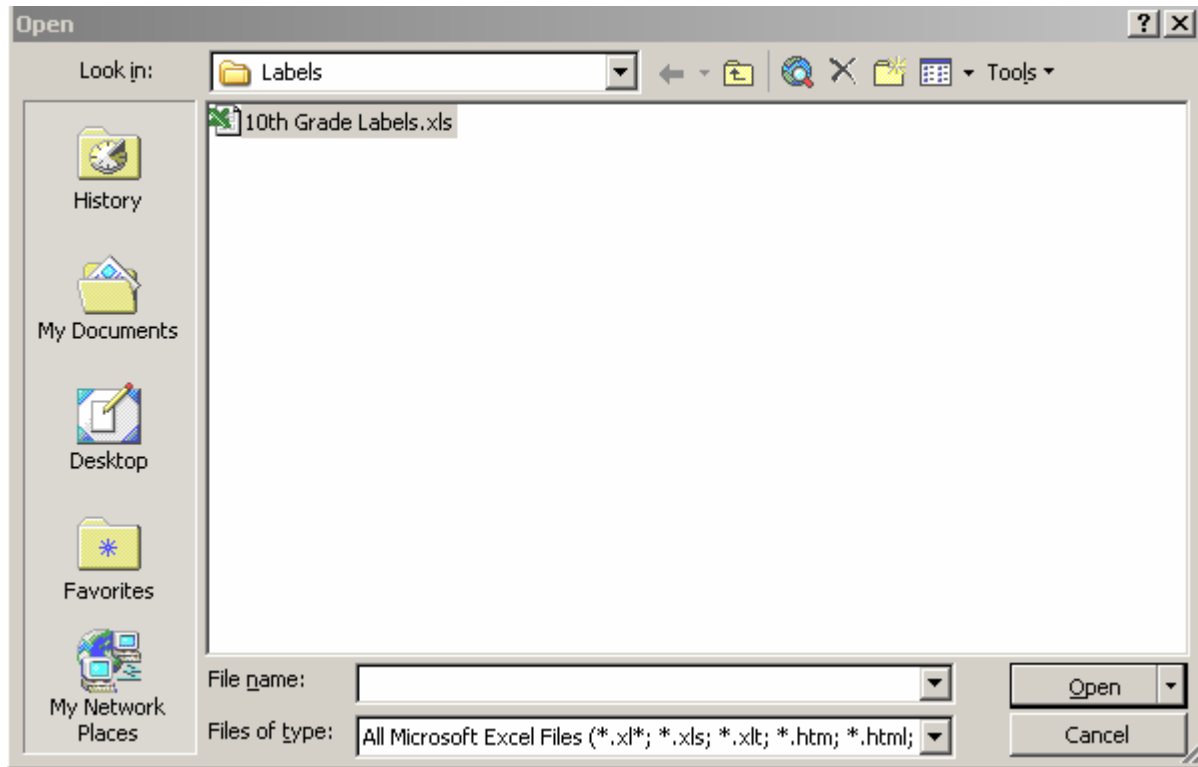 Open
Look in:
Labels
Tools
10th Grade Labels.xls
History
My Documents
Desktop
Favorites
My Network
Places
File name:
Open
Files of type:
All Microsoft Excel Files (*.xl*; *.xls; *.xlt; *.htm; *.html;
Cancel